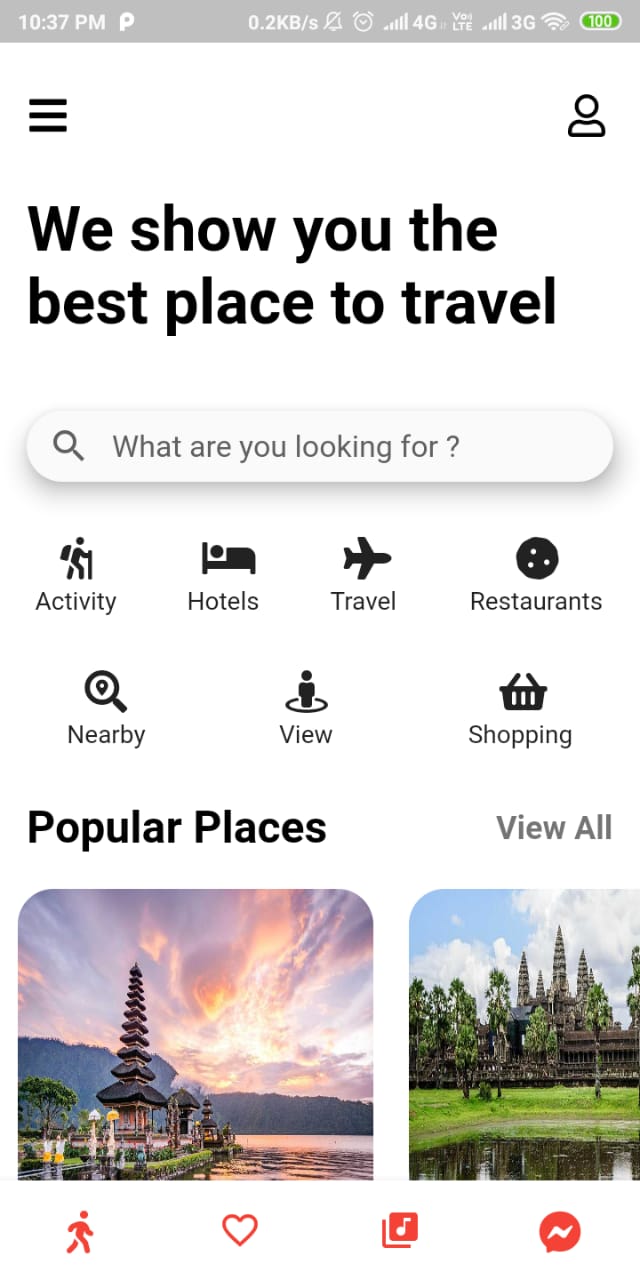 10:37 PM P 0.2KB/s 4G Vo) LTE 3G 100
We show you the
best place to travel
What are you looking for ?
Activity Hotels Travel Restaurants
Nearby View Shopping
Popular Places View All